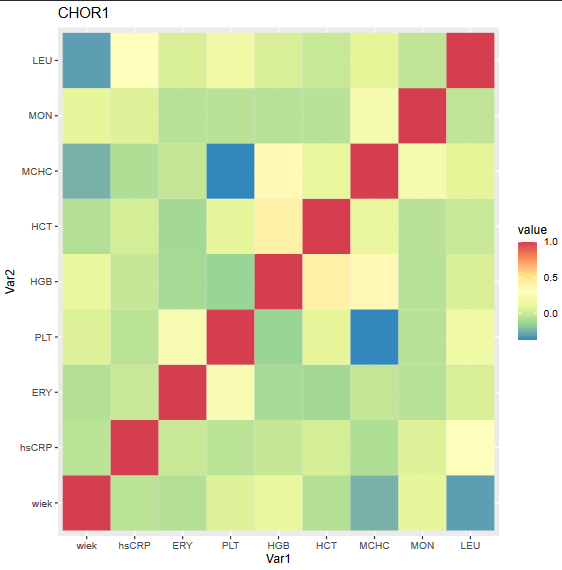 CHOR1
LEU
MON
MCHC
HCT
HGB
PLT
ERY
hsCRP
wiek
Var2
wiek hsCRP ERY PLT HGB HCT MCHC MON LEU
Var1
value
1.0
0.5
0.0